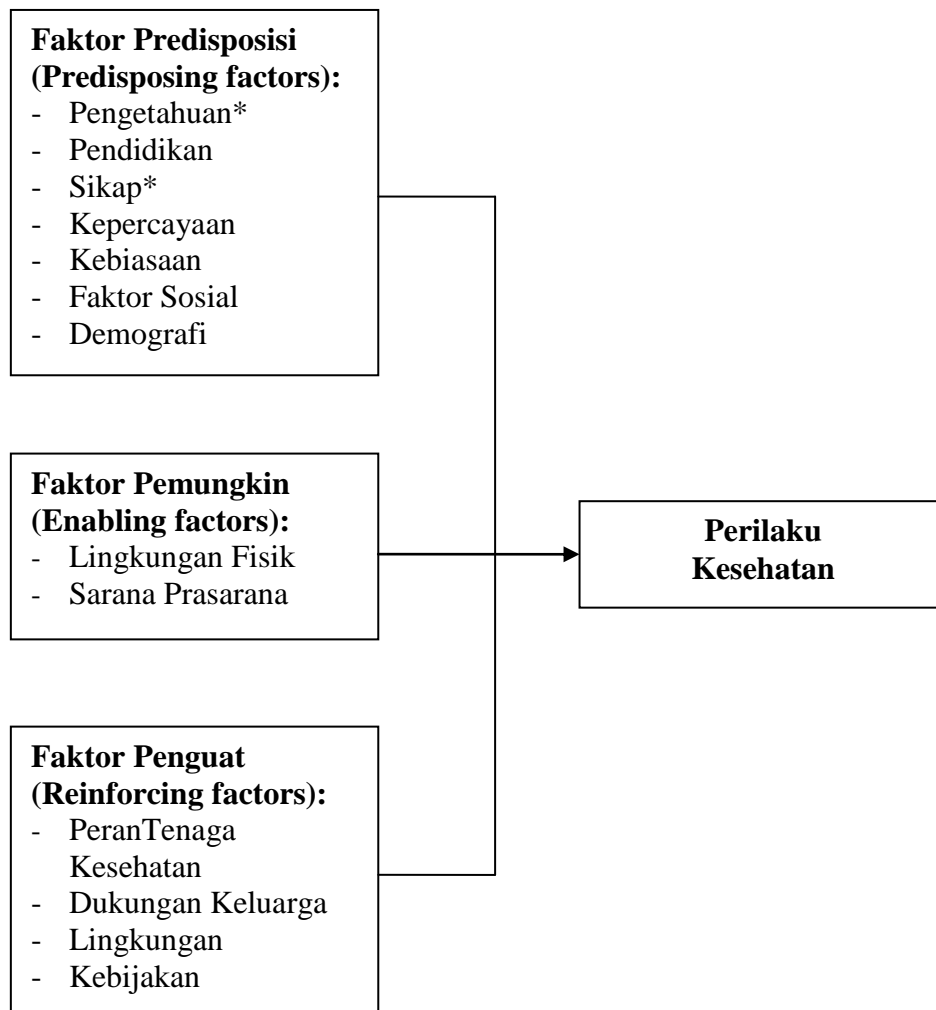 Faktor Predisposisi
(Predisposing factors):
- Pengetahuan*
- Pendidikan
- Sikap*
- Kepercayaan
- Kebiasaan
- Faktor Sosial
- Demografi
Faktor Pemungkin
(Enabling factors):
- Lingkungan Fisik
- Sarana Prasarana
Perilaku
Kesehatan
Faktor Penguat
(Reinforcing factors):
- PeranTenaga
Kesehatan
- Dukungan Keluarga
- Lingkungan
- Kebijakan